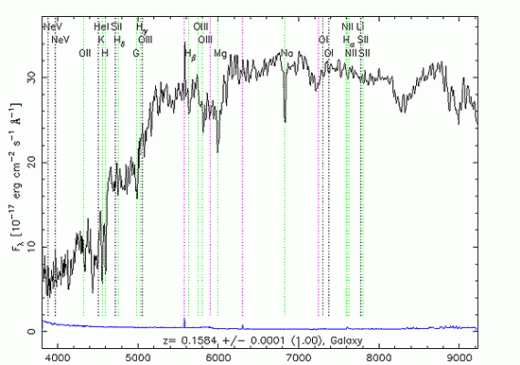 NeV HeI SII Hγ OIII NII Li
NeV K Hδ OIII OIII OI Hα SII
OII H G Hβ Mg Na OI NII SII
30
20
10
0
Fλ [10⁻¹⁷ erg cm⁻² s⁻¹ Å⁻¹]
4000 5000 6000 7000 8000 9000
z= 0.1584 +/- 0.0001 (1.00), Galaxy